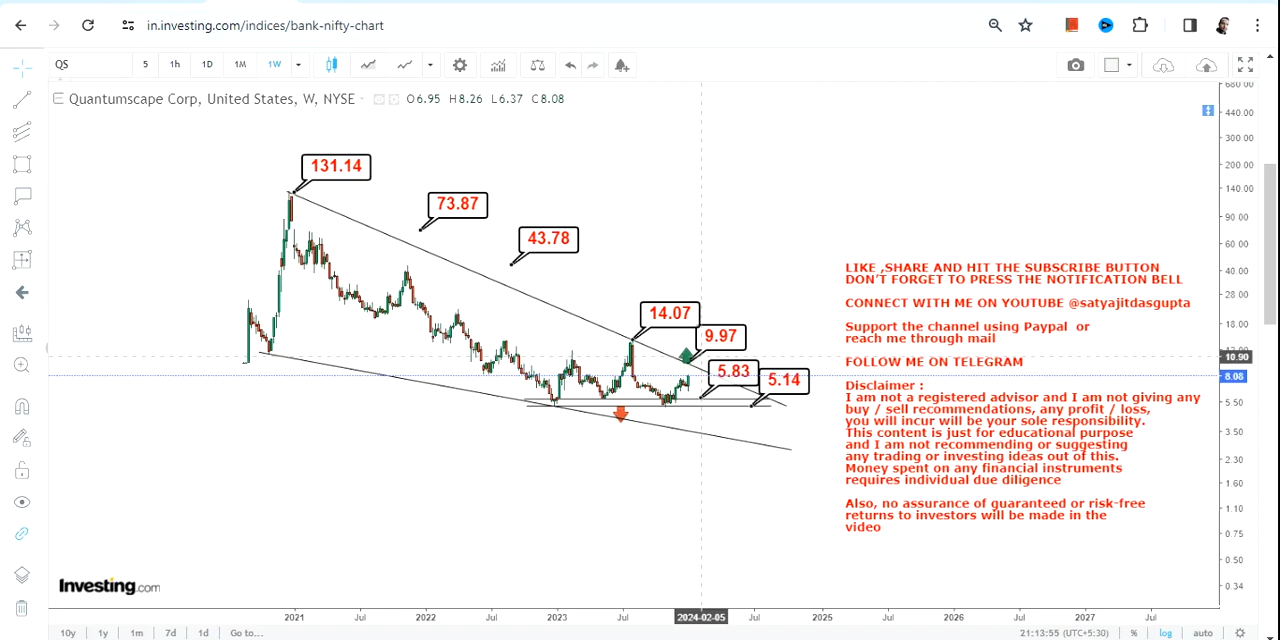 in.investing.com/indices/bank-nifty-chart
QS
5
1h
1D
1M
1W
Quantumscape Corp, United States, W, NYSE
O6.95 H8.26 L6.37 C8.08
131.14
73.87
43.78
14.07
9.97
5.83
5.14
LIKE ,SHARE AND HIT THE SUBSCRIBE BUTTON
DON'T FORGET TO PRESS THE NOTIFICATION BELL
CONNECT WITH ME ON YOUTUBE @satyajitdasgupta
Support the channel using Paypal or
reach me through mail
FOLLOW ME ON TELEGRAM
Disclaimer :
I am not a registered advisor and I am not giving any
buy / sell recommendations, any profit / loss,
you will incur will be your sole responsibility.
This content is just for educational purpose
and I am not recommending or suggesting
any trading or investing ideas out of this.
Money spent on any financial instruments
requires individual due diligence
Also, no assurance of guaranteed or risk-free
returns to investors will be made in the
video
680.00
440.00
300.00
200.00
140.00
90.00
60.00
40.00
28.00
18.00
10.90
8.08
5.50
3.50
2.30
1.60
1.10
0.75
0.50
0.34
Investing.com
2021
Jul
2022
Jul
2023
Jul
2024-02-05
Jul
2025
Jul
2026
Jul
2027
Jul
10y
1y
1m
7d
1d
Go to...
21:13:55 (UTC+5:30)
%
log
auto